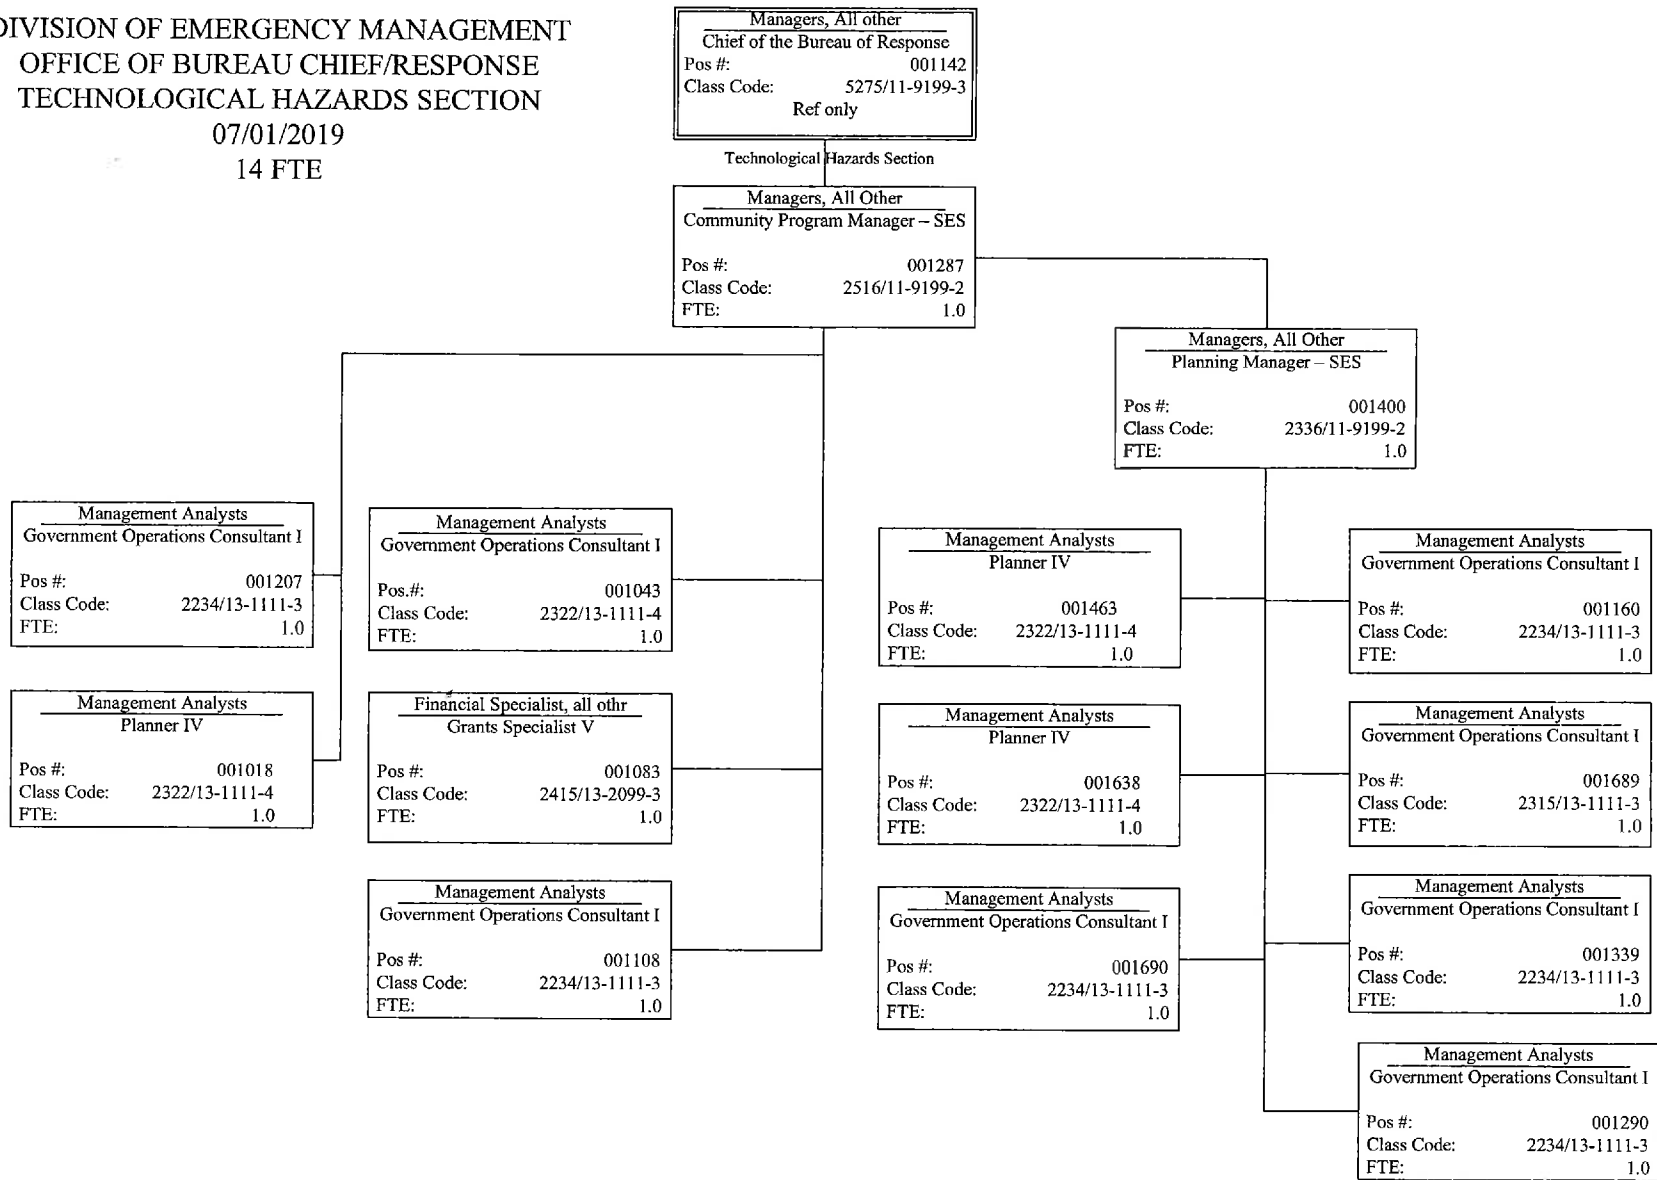 DIVISION OF EMERGENCY MANAGEMENT
OFFICE OF BUREAU CHIEF/RESPONSE
TECHNOLOGICAL HAZARDS SECTION
07/01/2019
14 FTE
Managers, All other
Chief of the Bureau of Response
Pos #: 001142
Class Code: 5275/11-9199-3
Ref only
Technological Hazards Section
Managers, All Other
Community Program Manager – SES
Pos #: 001287
Class Code: 2516/11-9199-2
FTE: 1.0
Managers, All Other
Planning Manager – SES
Pos #: 001400
Class Code: 2336/11-9199-2
FTE: 1.0
Management Analysts
Government Operations Consultant I
Pos #: 001207
Class Code: 2234/13-1111-3
FTE: 1.0
Management Analysts
Planner IV
Pos #: 001018
Class Code: 2322/13-1111-4
FTE: 1.0
Management Analysts
Government Operations Consultant I
Pos.#: 001043
Class Code: 2322/13-1111-4
FTE: 1.0
Financial Specialist, all othr
Grants Specialist V
Pos #: 001083
Class Code: 2415/13-2099-3
FTE: 1.0
Management Analysts
Government Operations Consultant I
Pos #: 001108
Class Code: 2234/13-1111-3
FTE: 1.0
Management Analysts
Planner IV
Pos #: 001463
Class Code: 2322/13-1111-4
FTE: 1.0
Management Analysts
Planner IV
Pos #: 001638
Class Code: 2322/13-1111-4
FTE: 1.0
Management Analysts
Government Operations Consultant I
Pos #: 001690
Class Code: 2234/13-1111-3
FTE: 1.0
Management Analysts
Government Operations Consultant I
Pos #: 001160
Class Code: 2234/13-1111-3
FTE: 1.0
Management Analysts
Government Operations Consultant I
Pos #: 001689
Class Code: 2315/13-1111-3
FTE: 1.0
Management Analysts
Government Operations Consultant I
Pos #: 001339
Class Code: 2234/13-1111-3
FTE: 1.0
Management Analysts
Government Operations Consultant I
Pos #: 001290
Class Code: 2234/13-1111-3
FTE: 1.0